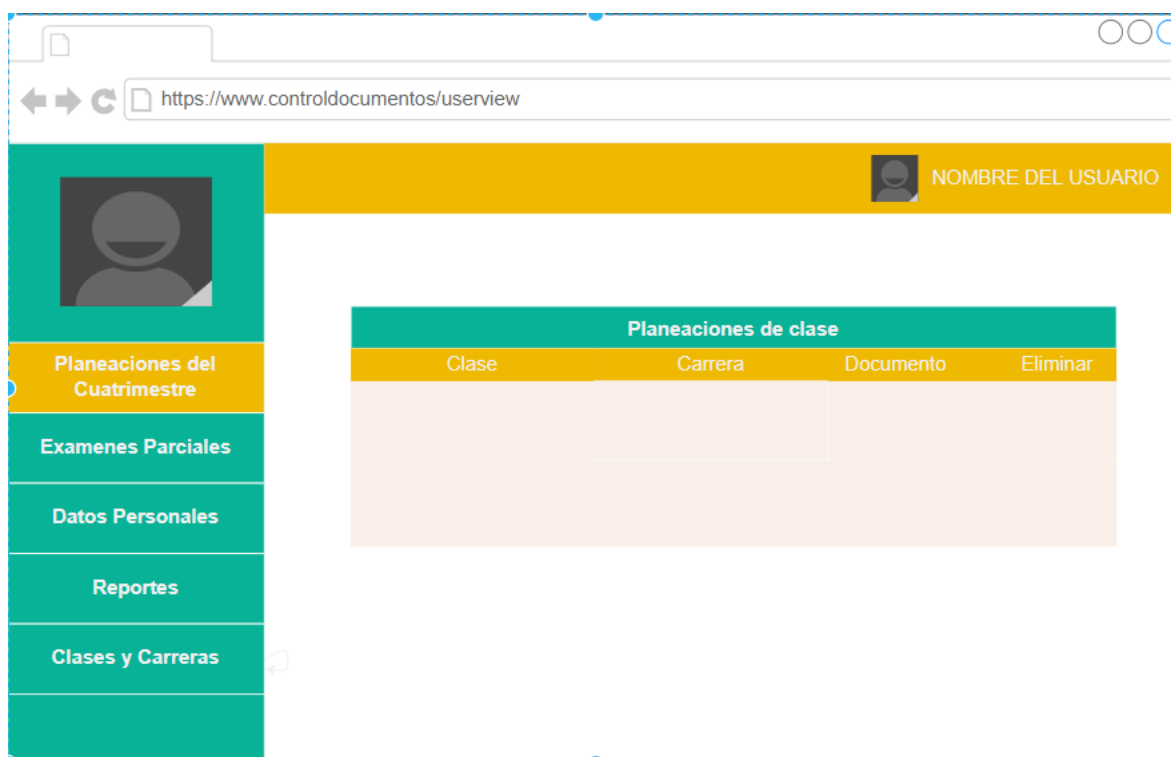 https://www.controldocumentos/userview
NOMBRE DEL USUARIO
Planeaciones del
Cuatrimestre
Examenes Parciales
Datos Personales
Reportes
Clases y Carreras
Planeaciones de clase
Clase Carrera Documento Eliminar